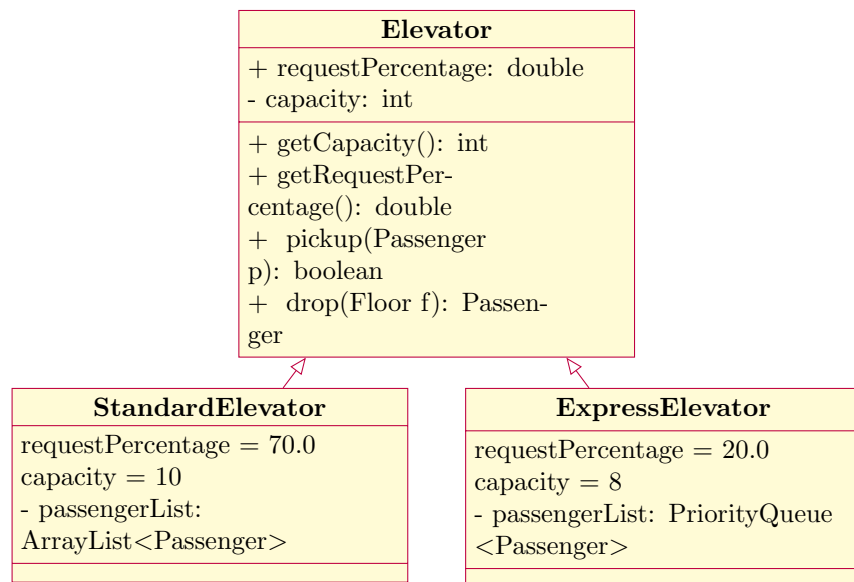 Elevator
+ requestPercentage: double
- capacity: int
+ getCapacity(): int
+ getRequestPer-
centage(): double
+ pickup(Passenger
p): boolean
+ drop(Floor f): Passen-
ger
StandardElevator
requestPercentage = 70.0
capacity = 10
- passengerList:
ArrayList<Passenger>
ExpressElevator
requestPercentage = 20.0
capacity = 8
- passengerList: PriorityQueue
<Passenger>